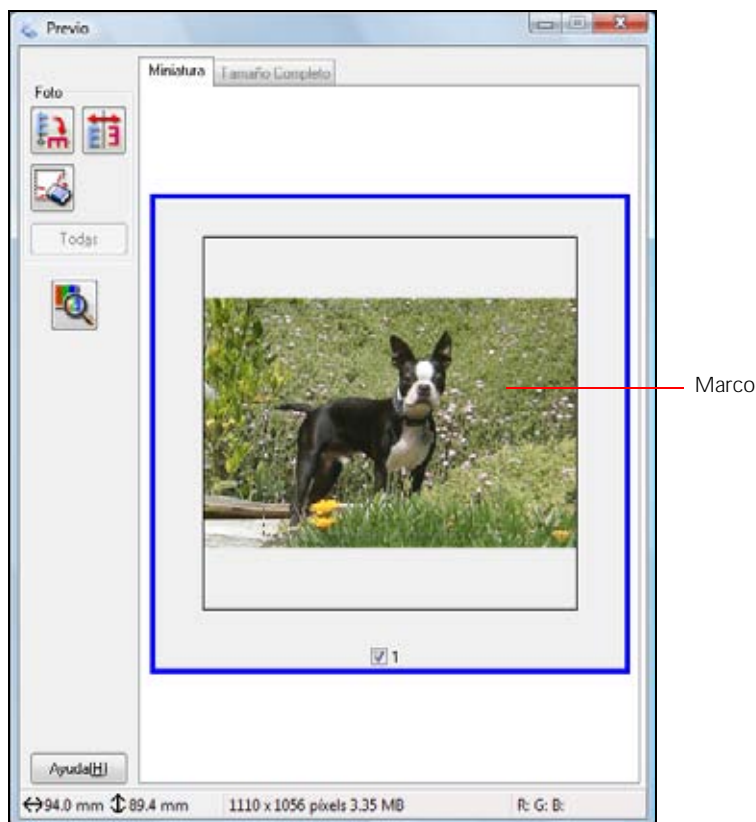 Previo
Miniatura Tamaño Completo
Foto
Todas
Marco
1
Ayuda(H)
94.0 mm 89.4 mm 1110 x 1056 píxels 3.35 MB R: G: B: